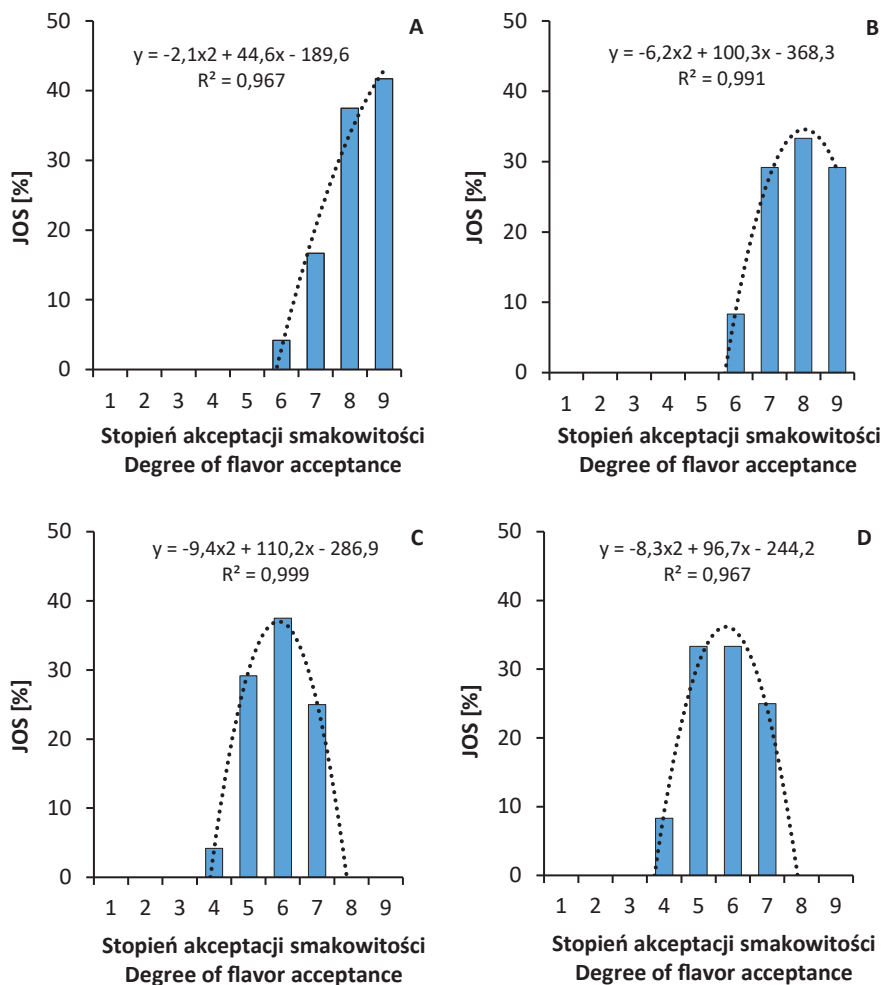 A
y = -2,1x2 + 44,6x - 189,6
R² = 0,967
50
40
30
20
10
0
JOS [%]
1 2 3 4 5 6 7 8 9
Stopień akceptacji smakowitości
Degree of flavor acceptance
B
y = -6,2x2 + 100,3x - 368,3
R² = 0,991
50
40
30
20
10
0
JOS [%]
1 2 3 4 5 6 7 8 9
Stopień akceptacji smakowitości
Degree of flavor acceptance
C
y = -9,4x2 + 110,2x - 286,9
R² = 0,999
50
40
30
20
10
0
JOS [%]
1 2 3 4 5 6 7 8 9
Stopień akceptacji smakowitości
Degree of flavor acceptance
D
y = -8,3x2 + 96,7x - 244,2
R² = 0,967
50
40
30
20
10
0
JOS [%]
1 2 3 4 5 6 7 8 9
Stopień akceptacji smakowitości
Degree of flavor acceptance